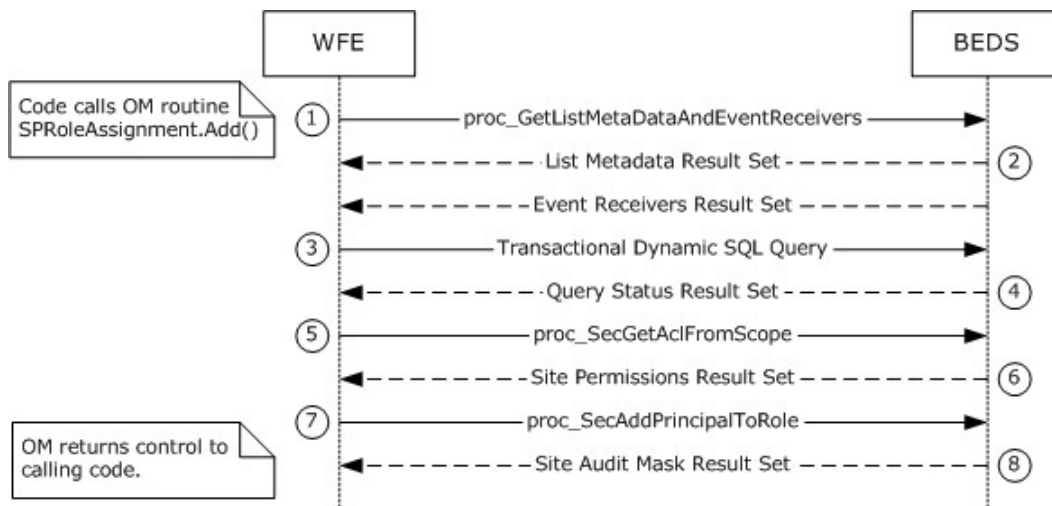 WFE
BEDS
Code calls OM routine
SPRoleAssignment.Add()
1
proc_GetListMetaDataAndEventReceivers
List Metadata Result Set
2
Event Receivers Result Set
3
Transactional Dynamic SQL Query
Query Status Result Set
4
5
proc_SecGetAclFromScope
Site Permissions Result Set
6
7
proc_SecAddPrincipalToRole
OM returns control to
calling code.
Site Audit Mask Result Set
8